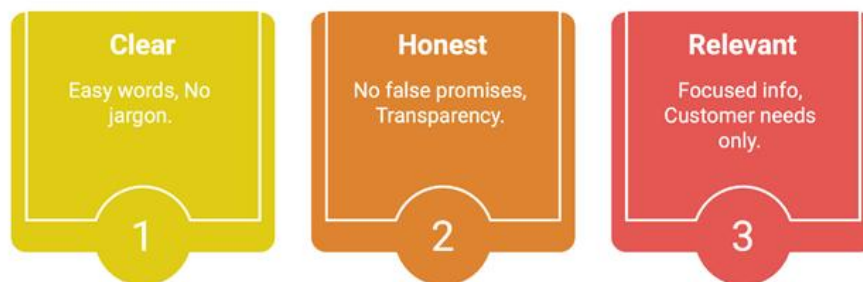 Clear
Easy words, No
jargon.
1
Honest
No false promises,
Transparency.
2
Relevant
Focused info,
Customer needs
only.
3